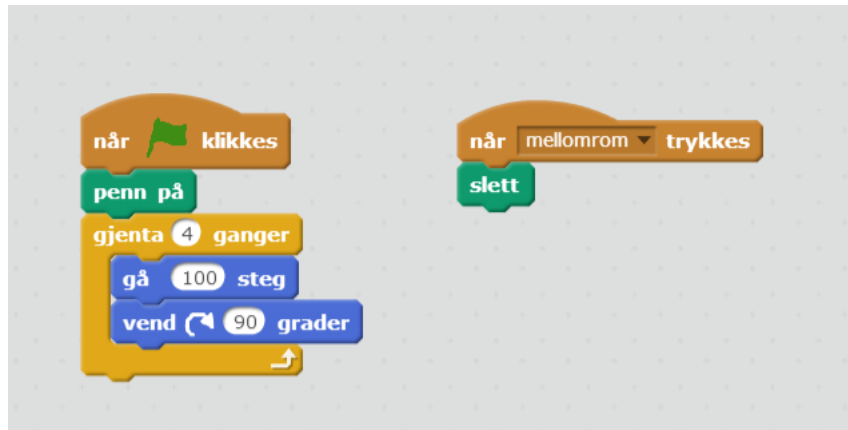 når klikkes
penn på
gjenta 4 ganger
gå 100 steg
vend 90 grader
når mellomrom trykkes
slett